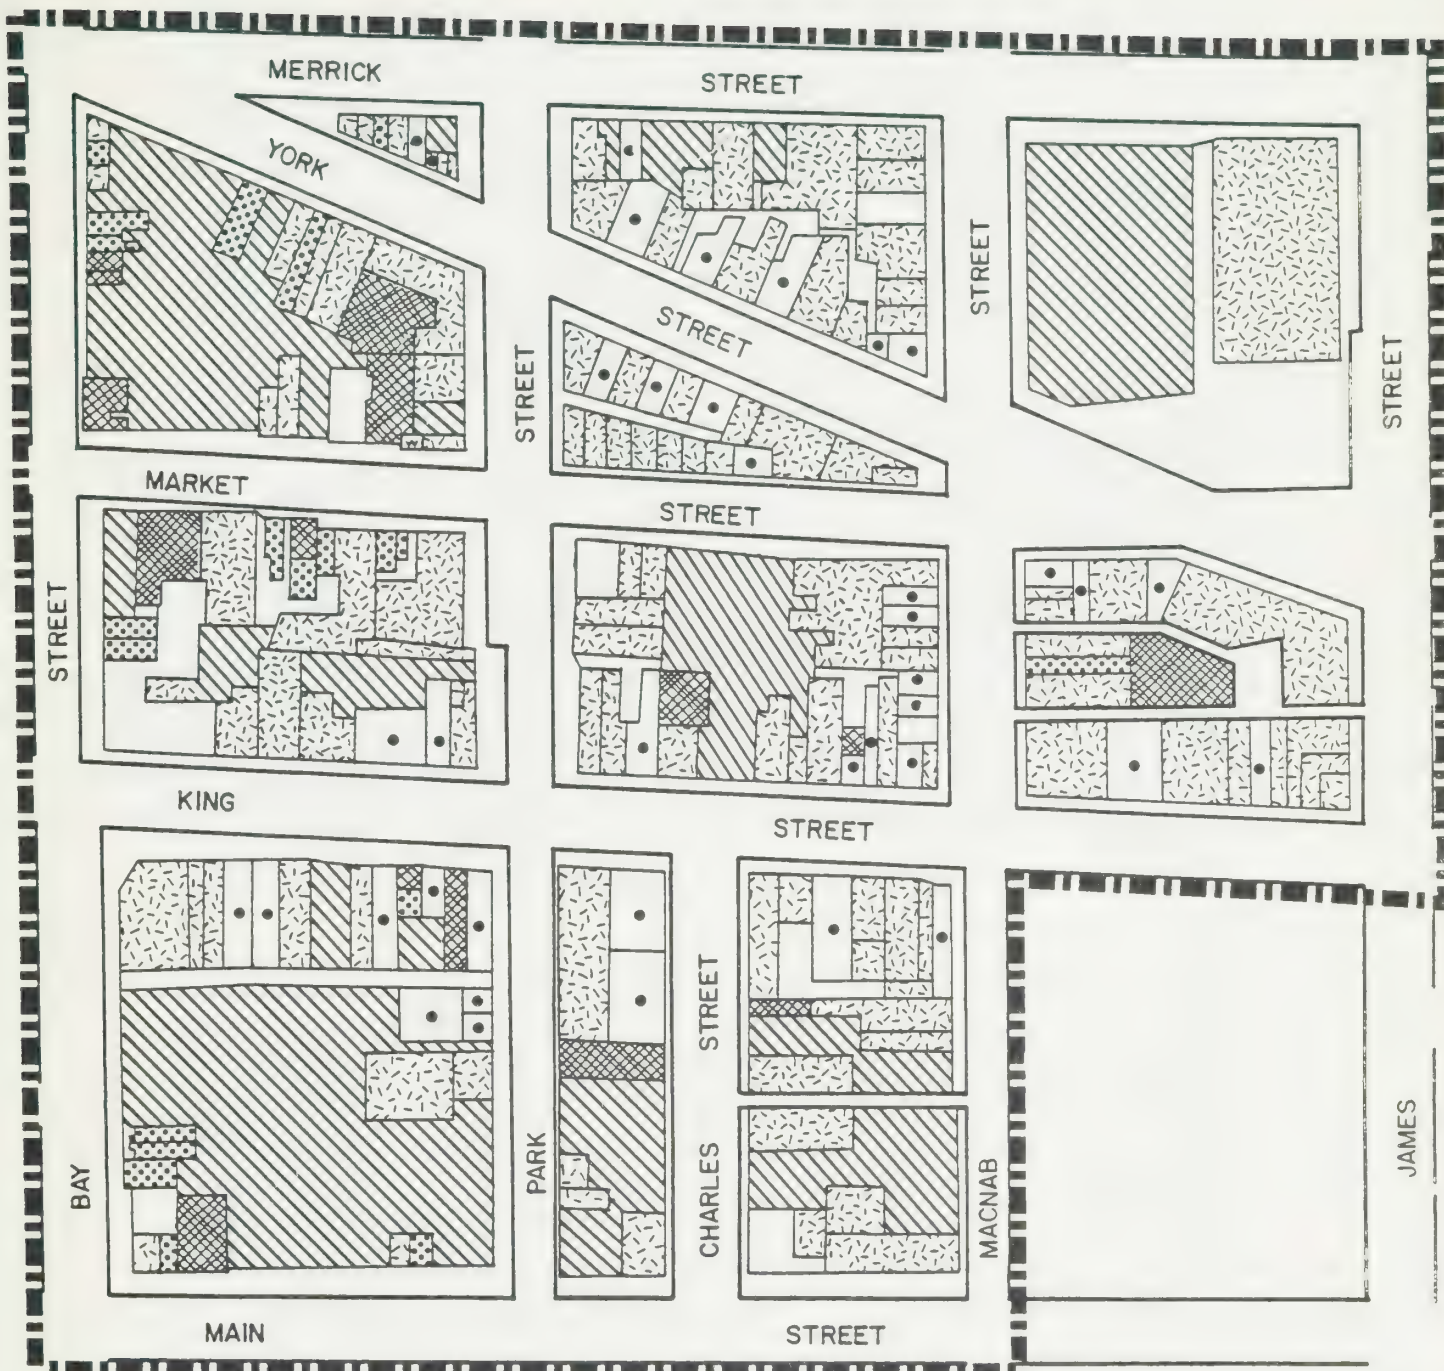 MERRICK STREET
YORK STREET
STREET
STREET
STREET
MARKET STREET
STREET
KING STREET
STREET
BAY
PARK
CHARLES
MACNAB
JAMES
MAIN STREET